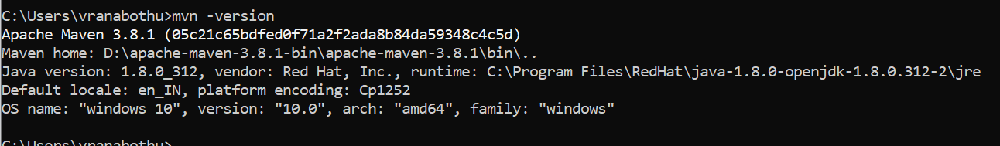 C:\Users\vranabothu>mvn -version
Apache Maven 3.8.1 (05c21c65bdfed0f71a2f2ada8b84da59348c4c5d)
Maven home: D:\apache-maven-3.8.1-bin\apache-maven-3.8.1\bin\..
Java version: 1.8.0_312, vendor: Red Hat, Inc., runtime: C:\Program Files\RedHat\java-1.8.0-openjdk-1.8.0.312-2\jre
Default locale: en_IN, platform encoding: Cp1252
OS name: "windows 10", version: "10.0", arch: "amd64", family: "windows"
C:\Users\vranabothu>